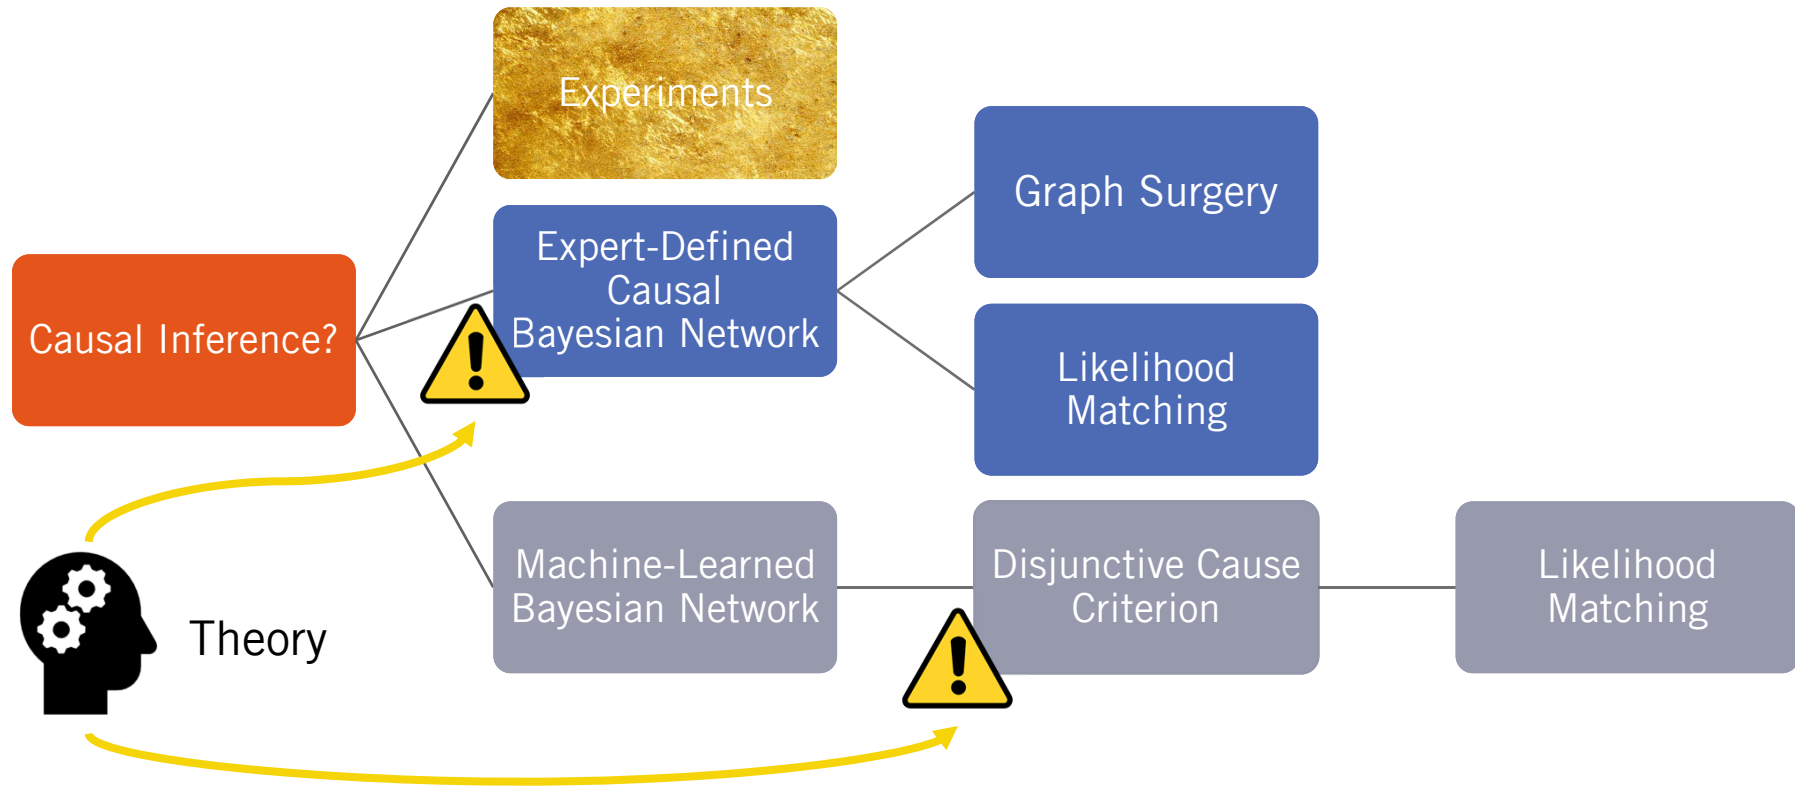 Experiments
Graph Surgery
Expert-Defined
Causal
Bayesian Network
Causal Inference?
Likelihood
Matching
Machine-Learned
Bayesian Network
Disjunctive Cause
Criterion
Likelihood
Matching
Theory